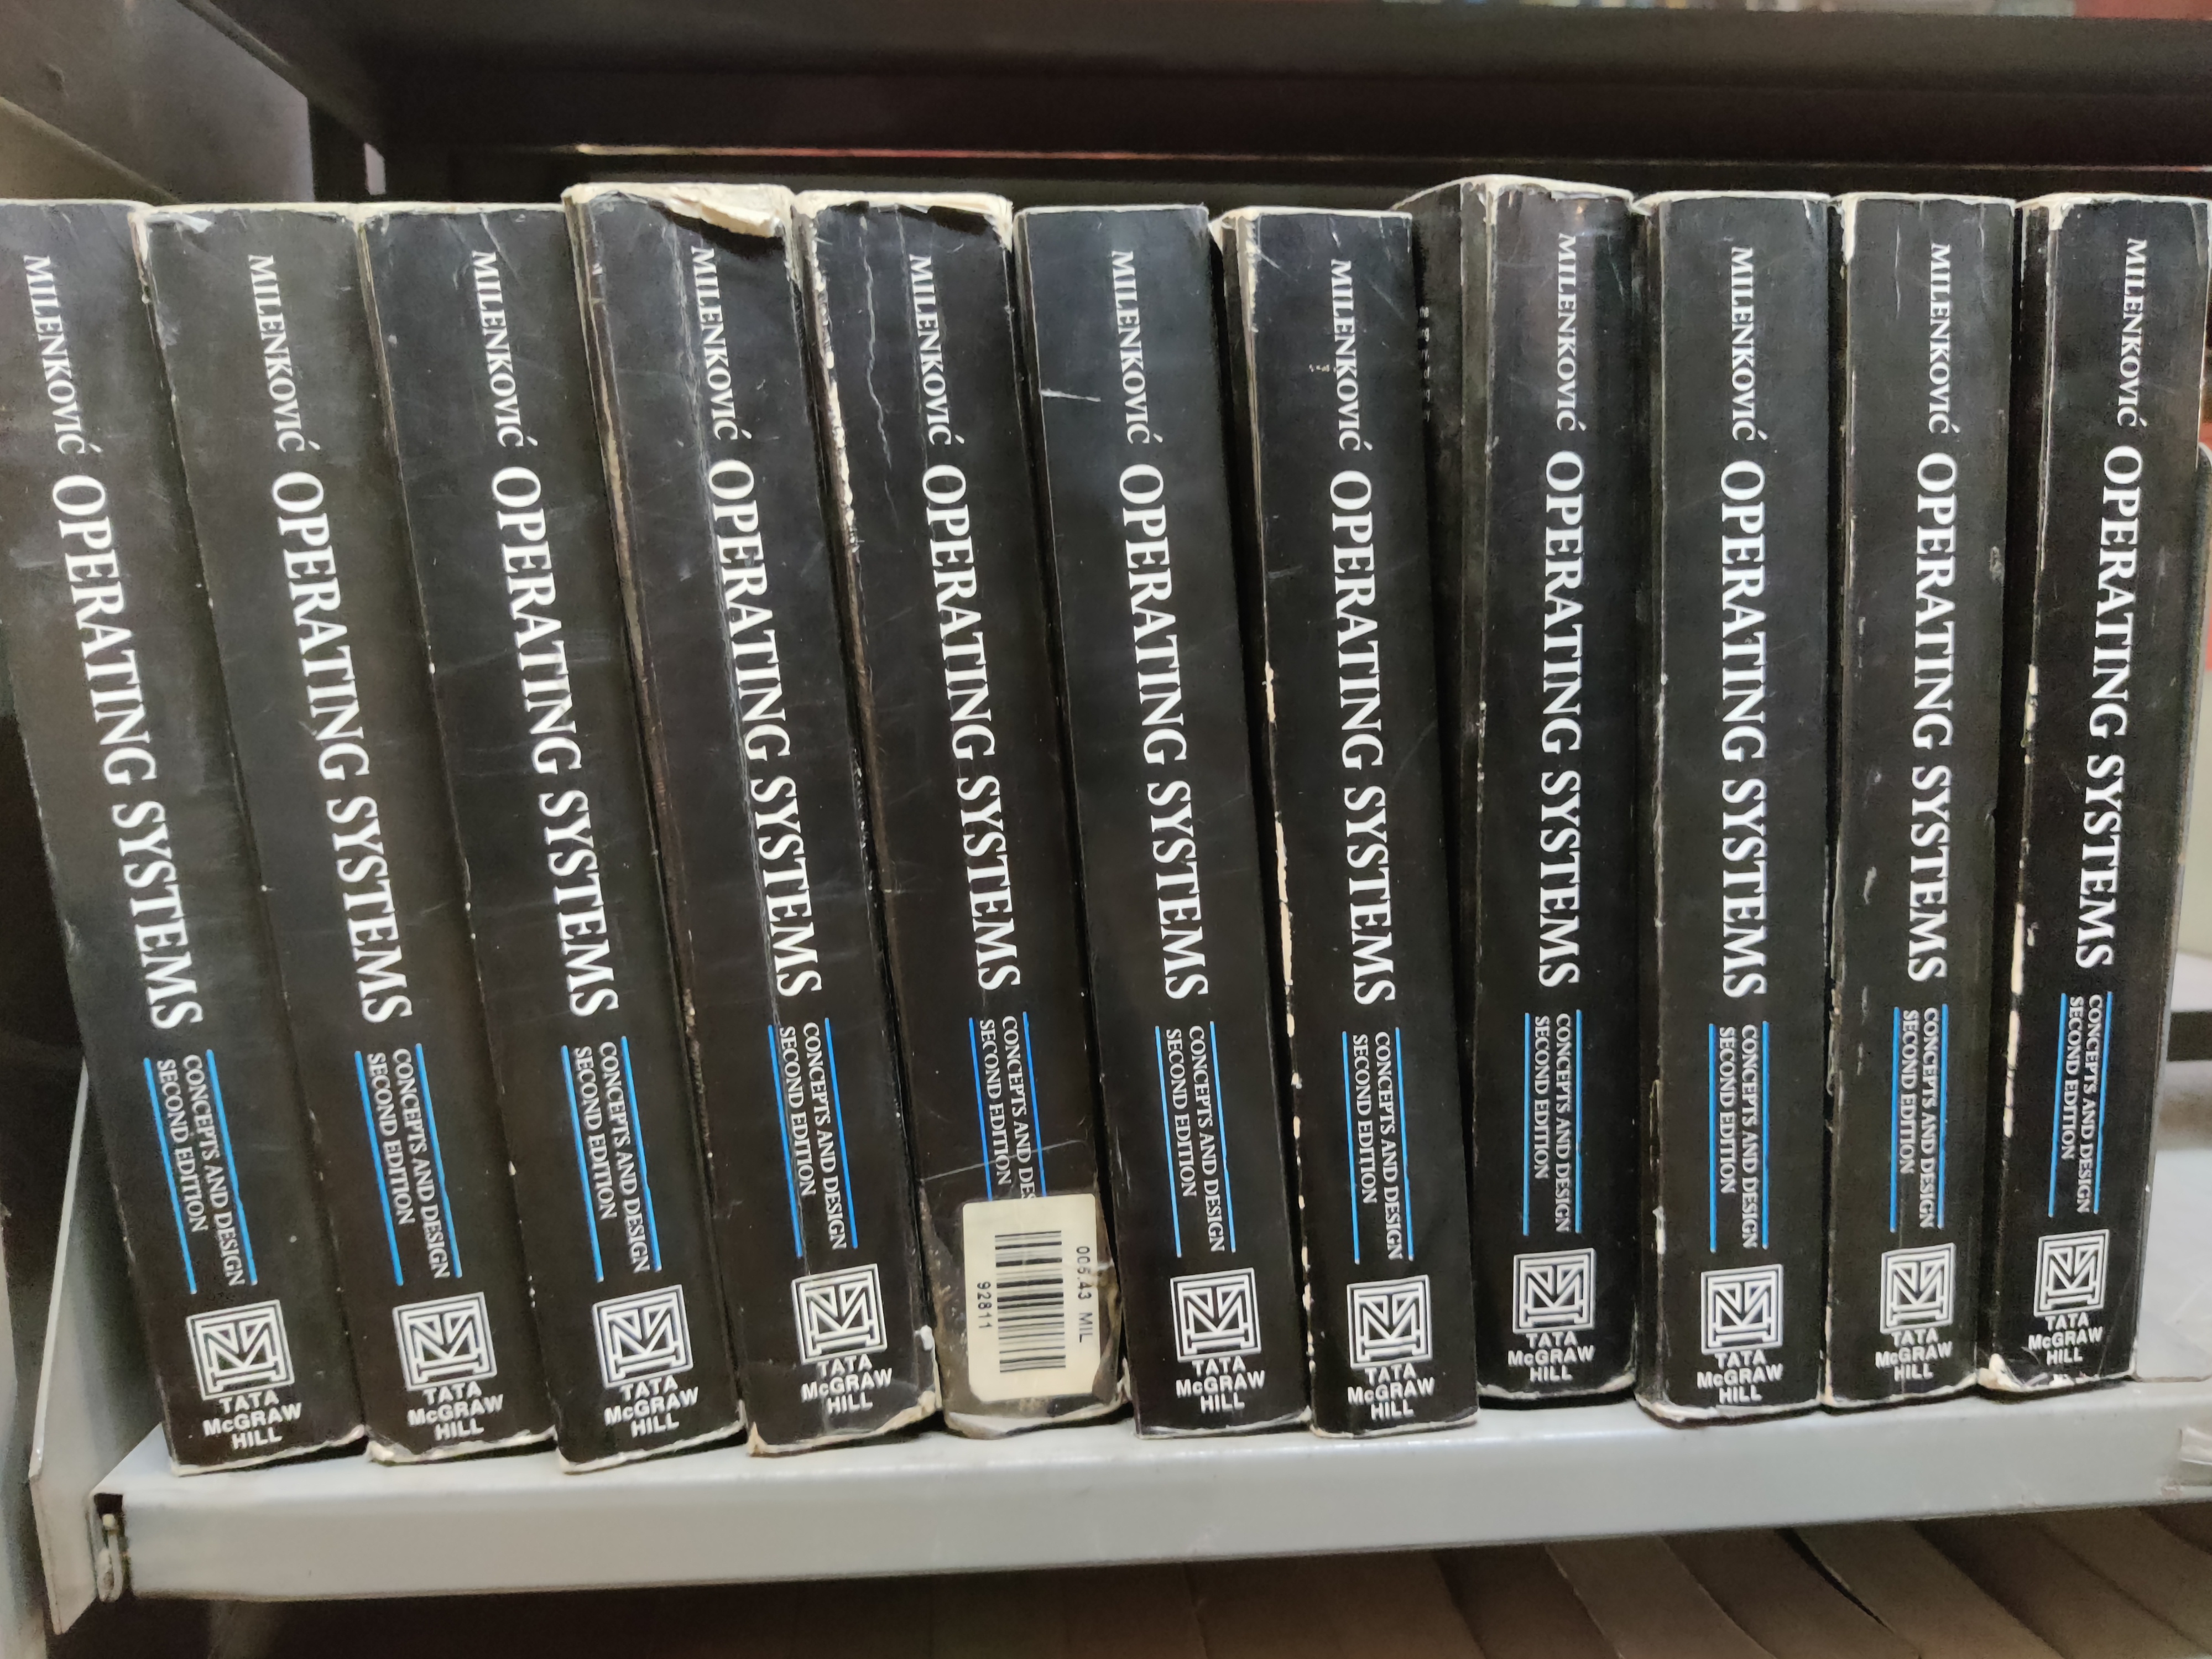 MILENKOVIĆ OPERATING SYSTEMS
CONCEPTS AND DESIGN
SECOND EDITION
TATA
McGRAW
HILL
MILENKOVIĆ OPERATING SYSTEMS
CONCEPTS AND DESIGN
SECOND EDITION
TATA
McGRAW
HILL
MILENKOVIĆ OPERATING SYSTEMS
CONCEPTS AND DESIGN
SECOND EDITION
TATA
McGRAW
HILL
MILENKOVIĆ OPERATING SYSTEMS
CONCEPTS AND DESIGN
SECOND EDITION
TATA
McGRAW
HILL
MILENKOVIĆ OPERATING SYSTEMS
CONCEPTS AND DES
SECOND EDITION
005.43 MIL
92811
MILENKOVIĆ OPERATING SYSTEMS
CONCEPTS AND DESIGN
SECOND EDITION
TATA
McGRAW
HILL
MILENKOVIĆ OPERATING SYSTEMS
CONCEPTS AND DESIGN
SECOND EDITION
TATA
McGRAW
HILL
MILENKOVIĆ OPERATING SYSTEMS
CONCEPTS AND DESIGN
SECOND EDITION
TATA
McGRAW
HILL
MILENKOVIĆ OPERATING SYSTEMS
CONCEPTS AND DESIGN
SECOND EDITION
TATA
McGRAW
HILL
MILENKOVIĆ OPERATING SYSTEMS
CONCEPTS AND DESIGN
SECOND EDITION
TATA
McGRAW
HILL
MILENKOVIĆ OPERATING SYSTEMS
CONCEPTS AND DESIGN
SECOND EDITION
TATA
McGRAW
HILL